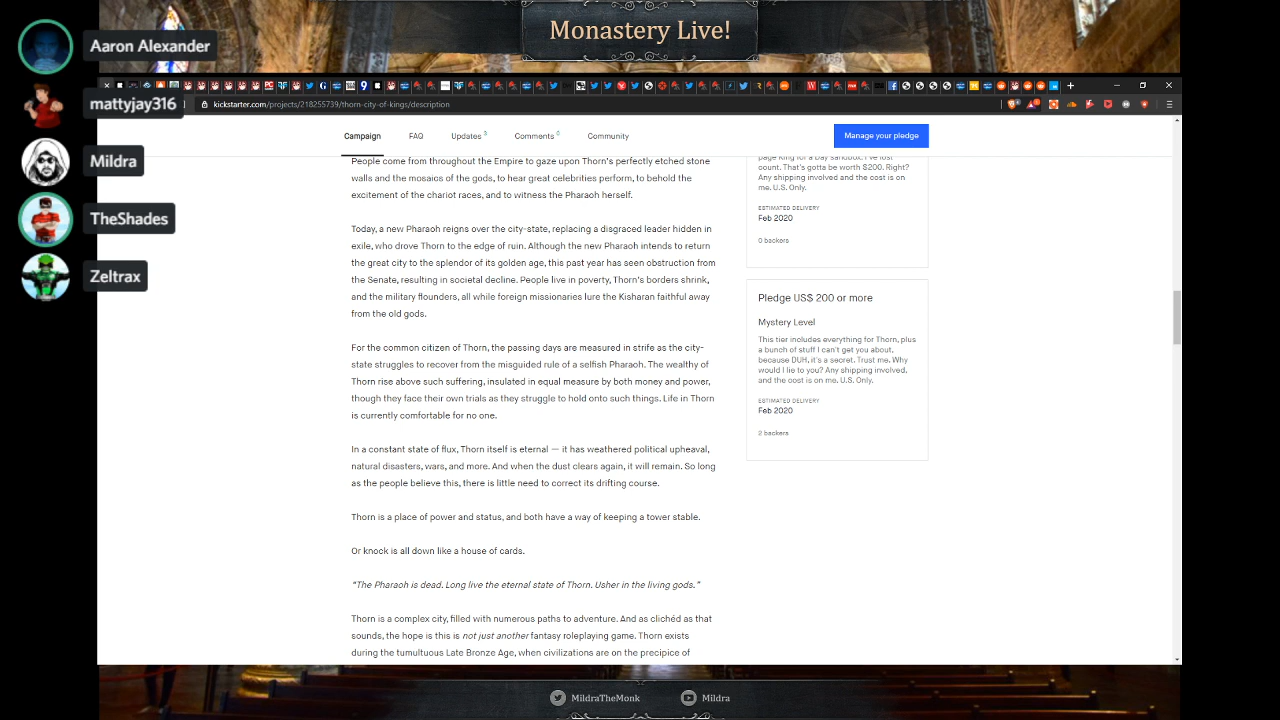 Monastery Live!
Aaron Alexander
mattyjay316
Mildra
TheShades
Zeltrax
kickstarter.com/projects/218255739/thorn-city-of-kings/description
Campaign FAQ Updates 3 Comments 6 Community Manage your pledge
People come from throughout the Empire to gaze upon Thorn's perfectly etched stone
walls and the mosaics of the gods, to hear great celebrities perform, to behold the
excitement of the chariot races, and to witness the Pharaoh herself.
Today, a new Pharaoh reigns over the city-state, replacing a disgraced leader hidden in
exile, who drove Thorn to the edge of ruin. Although the new Pharaoh intends to return
the great city to the splendor of its golden age, this past year has seen obstruction from
the Senate, resulting in societal decline. People live in poverty, Thorn's borders shrink,
and the military flounders, all while foreign missionaries lure the Kisharan faithful away
from the old gods.
For the common citizen of Thorn, the passing days are measured in strife as the city-
state struggles to recover from the misguided rule of a selfish Pharaoh. The wealthy of
Thorn rise above such suffering, insulated in equal measure by both money and power,
though they face their own trials as they struggle to hold onto such things. Life in Thorn
is currently comfortable for no one.
In a constant state of flux, Thorn itself is eternal — it has weathered political upheaval,
natural disasters, wars, and more. And when the dust clears again, it will remain. So long
as the people believe this, there is little need to correct its drifting course.
Thorn is a place of power and status, and both have a way of keeping a tower stable.
Or knock is all down like a house of cards.
"The Pharaoh is dead. Long live the eternal state of Thorn. Usher in the living gods."
Thorn is a complex city, filled with numerous paths to adventure. And as clichéd as that
sounds, the hope is this is not just another fantasy roleplaying game. Thorn exists
during the tumultuous Late Bronze Age, when civilizations are on the precipice of
page King for a Day sandbox. I've lost
count. That's gotta be worth $200. Right?
Any shipping involved and the cost is on
me. U.S. Only.
ESTIMATED DELIVERY
Feb 2020
0 backers
Pledge US$ 200 or more
Mystery Level
This tier includes everything for Thorn, plus
a bunch of stuff I can't get you about,
because DUH, it's a secret. Trust me. Why
would I lie to you? Any shipping involved,
and the cost is on me. U.S. Only.
ESTIMATED DELIVERY
Feb 2020
2 backers
MildraTheMonk Mildra